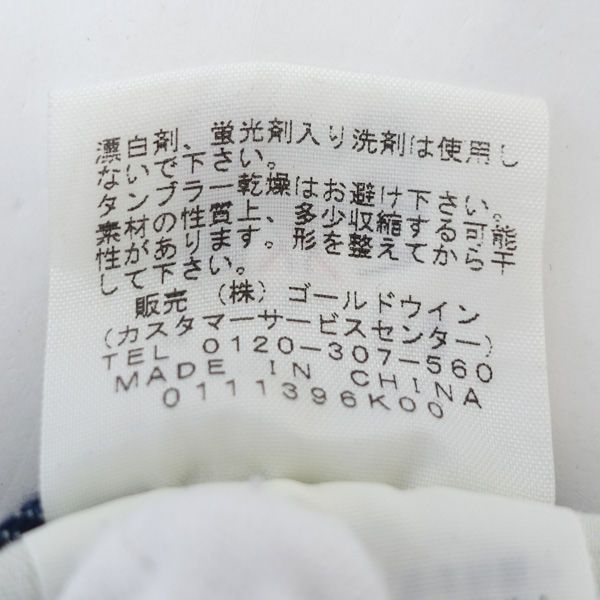 漂白剤、蛍光剤入り洗剤は使用し
ないで下さい。
タンブラー乾燥はお避け下さい。
素材の性質上、多少収縮する可能
性があります。形を整えてから干
して下さい。
販売 (株) ゴールドウイン
(カスタマーサービスセンター)
TEL 0120-307-560
MADE IN CHINA
0111396K00